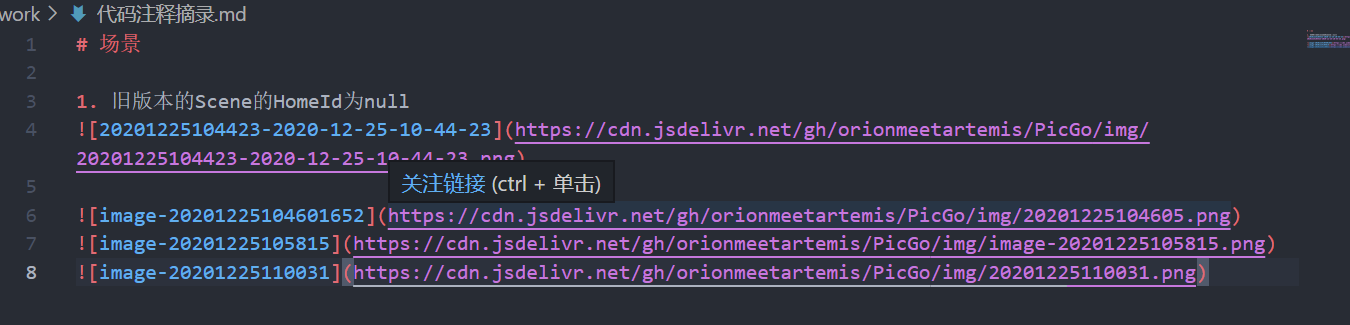 work > 代码注释摘录.md
1 # 场景
2
3 1. 旧版本的Scene的HomeId为null
4 ![20201225104423-2020-12-25-10-44-23](https://cdn.jsdelivr.net/gh/orionmeetartemis/PicGo/img/
20201225104423-2020-12-25-10-44-23.png)
关注链接 (ctrl + 单击)
5
6 ![image-20201225104601652](https://cdn.jsdelivr.net/gh/orionmeetartemis/PicGo/img/20201225104605.png)
7 ![image-20201225105815](https://cdn.jsdelivr.net/gh/orionmeetartemis/PicGo/img/image-20201225105815.png)
8 ![image-20201225110031](https://cdn.jsdelivr.net/gh/orionmeetartemis/PicGo/img/20201225110031.png)